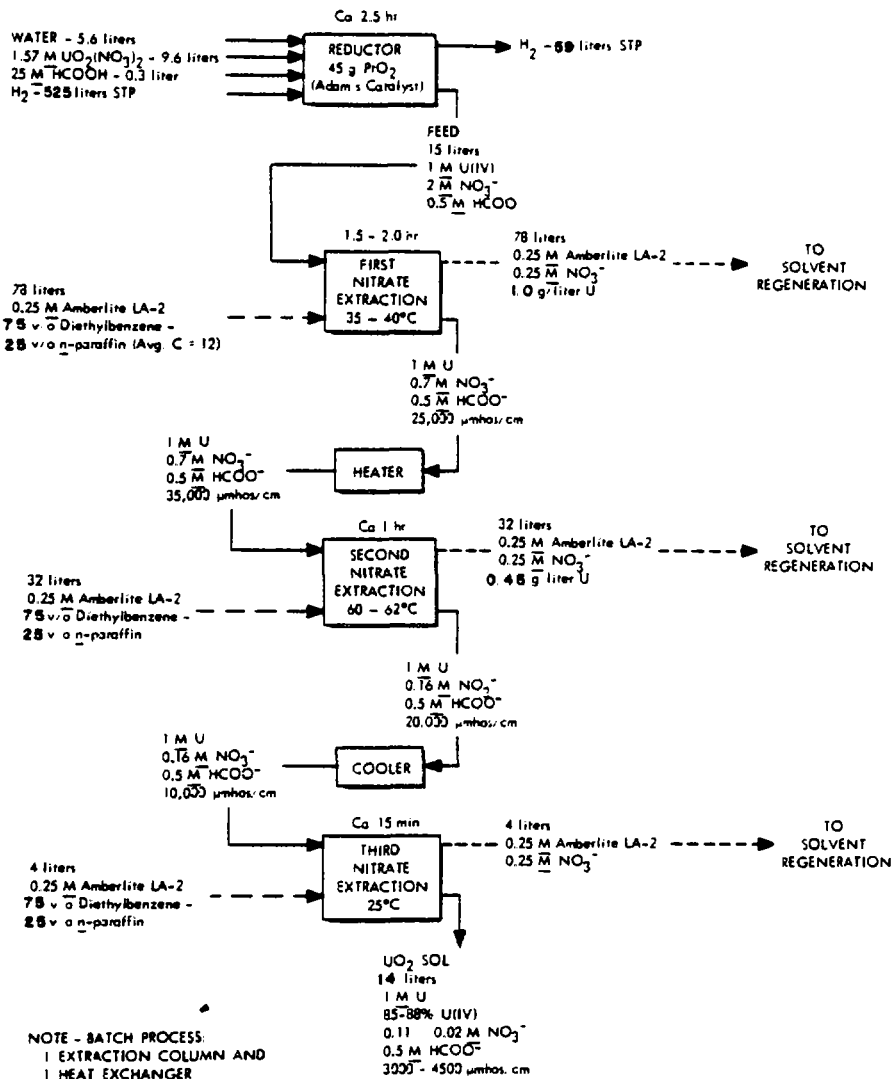 Ca 2.5 hr
WATER - 5.6 liters
1.57 M UO2(NO3)2 - 9.6 liters
25 M HCOOH - 0.3 liter
H2 - 525 liters STP
REDUCTOR
45 g PtO2
(Adam s Catalyst)
H2 - 59 liters STP
FEED
15 liters
1 M U(IV)
2 M NO3-
0.5 M HCOO
1.5 - 2.0 hr
FIRST
NITRATE
EXTRACTION
35 - 40°C
78 liters
0.25 M Amberlite LA-2
0.25 M NO3-
1.0 g/liter U
TO
SOLVENT
REGENERATION
78 liters
0.25 M Amberlite LA-2
75 v o Diethylbenzene -
25 v/o n-paraffin (Avg. C = 12)
1 M U
0.7 M NO3-
0.5 M HCOO-
25,000 µmhos/cm
HEATER
1 M U
0.7 M NO3-
0.5 M HCOO-
35,000 µmhos/cm
Ca 1 hr
SECOND
NITRATE
EXTRACTION
60 - 62°C
32 liters
0.25 M Amberlite LA-2
0.25 M NO3-
0.45 g liter U
TO
SOLVENT
REGENERATION
32 liters
0.25 M Amberlite LA-2
75 v/o Diethylbenzene -
25 v o n-paraffin
1 M U
0.16 M NO3-
0.5 M HCOO-
20,000 µmhos/cm
COOLER
1 M U
0.16 M NO3-
0.5 M HCOO-
10,000 µmhos/cm
Ca 15 min
THIRD
NITRATE
EXTRACTION
25°C
4 liters
0.25 M Amberlite LA-2
0.25 M NO3-
TO
SOLVENT
REGENERATION
4 liters
0.25 M Amberlite LA-2
75 v o Diethylbenzene -
25 v o n-paraffin
UO2 SOL
14 liters
1 M U
85-88% U(IV)
0.11 0.02 M NO3-
0.5 M HCOO-
3000 - 4500 µmhos. cm
NOTE - BATCH PROCESS:
1 EXTRACTION COLUMN AND
1 HEAT EXCHANGER